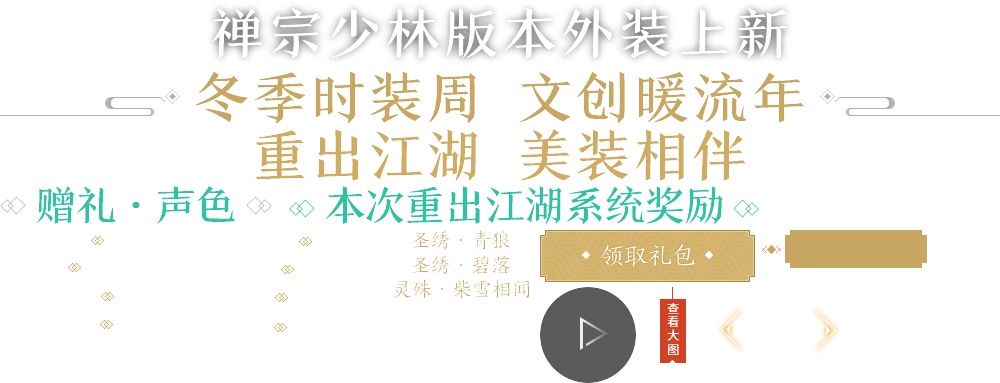 禅宗少林版本外装上新
冬季时装周 文创暖流年
重出江湖 美装相伴
赠礼·声色
本次重出江湖系统奖励
圣绣·青狼
圣绣·碧落
灵殊·柴雪相闻
领取礼包
查看大图